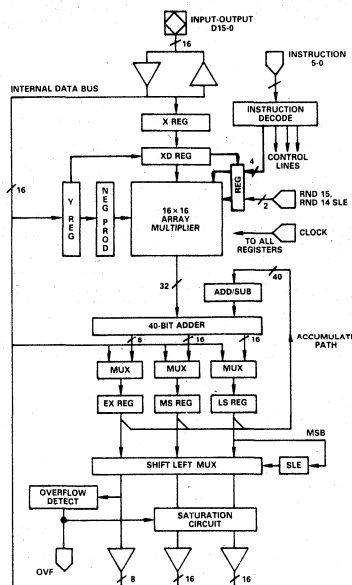 INPUT-OUTPUT
D15-0
16
INSTRUCTION
5-0
INTERNAL DATA BUS
X REG
INSTRUCTION
DECODE
XD REG
4
CONTROL
LINES
16
Y REG
NEG PROD
16 × 16
ARRAY
MULTIPLIER
REG
2
RND 15,
RND 14 SLE
CLOCK
TO ALL
REGISTERS
32
40
ADD/SUB
40-BIT ADDER
8
16
16
ACCUMULATE
PATH
MUX
MUX
MUX
EX REG
MS REG
LS REG
MSB
SHIFT LEFT MUX
SLE
OVERFLOW
DETECT
SATURATION
CIRCUIT
OVF
8
16
16